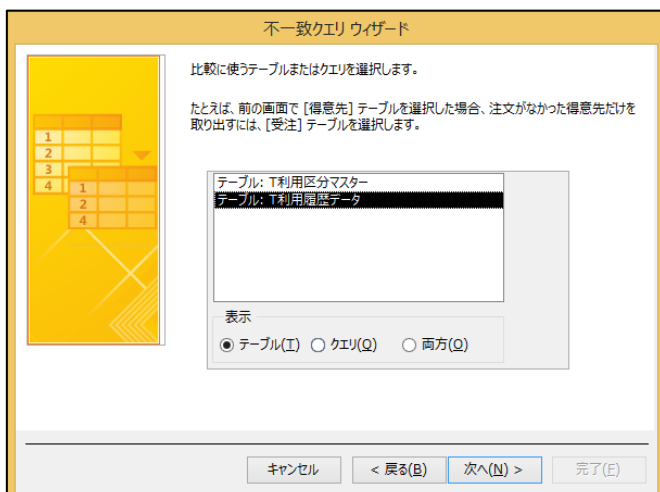 不一致クエリ ウィザード
比較に使うテーブルまたはクエリを選択します。
たとえば、前の画面で [得意先] テーブルを選択した場合、注文がなかった得意先だけを
取り出すには、[受注] テーブルを選択します。
1
2
3
4
1
2
4
テーブル: T利用区分マスター
テーブル: T利用履歴データ
表示
テーブル(T) クエリ(Q) 両方(O)
キャンセル < 戻る(B) 次へ(N) > 完了(F)